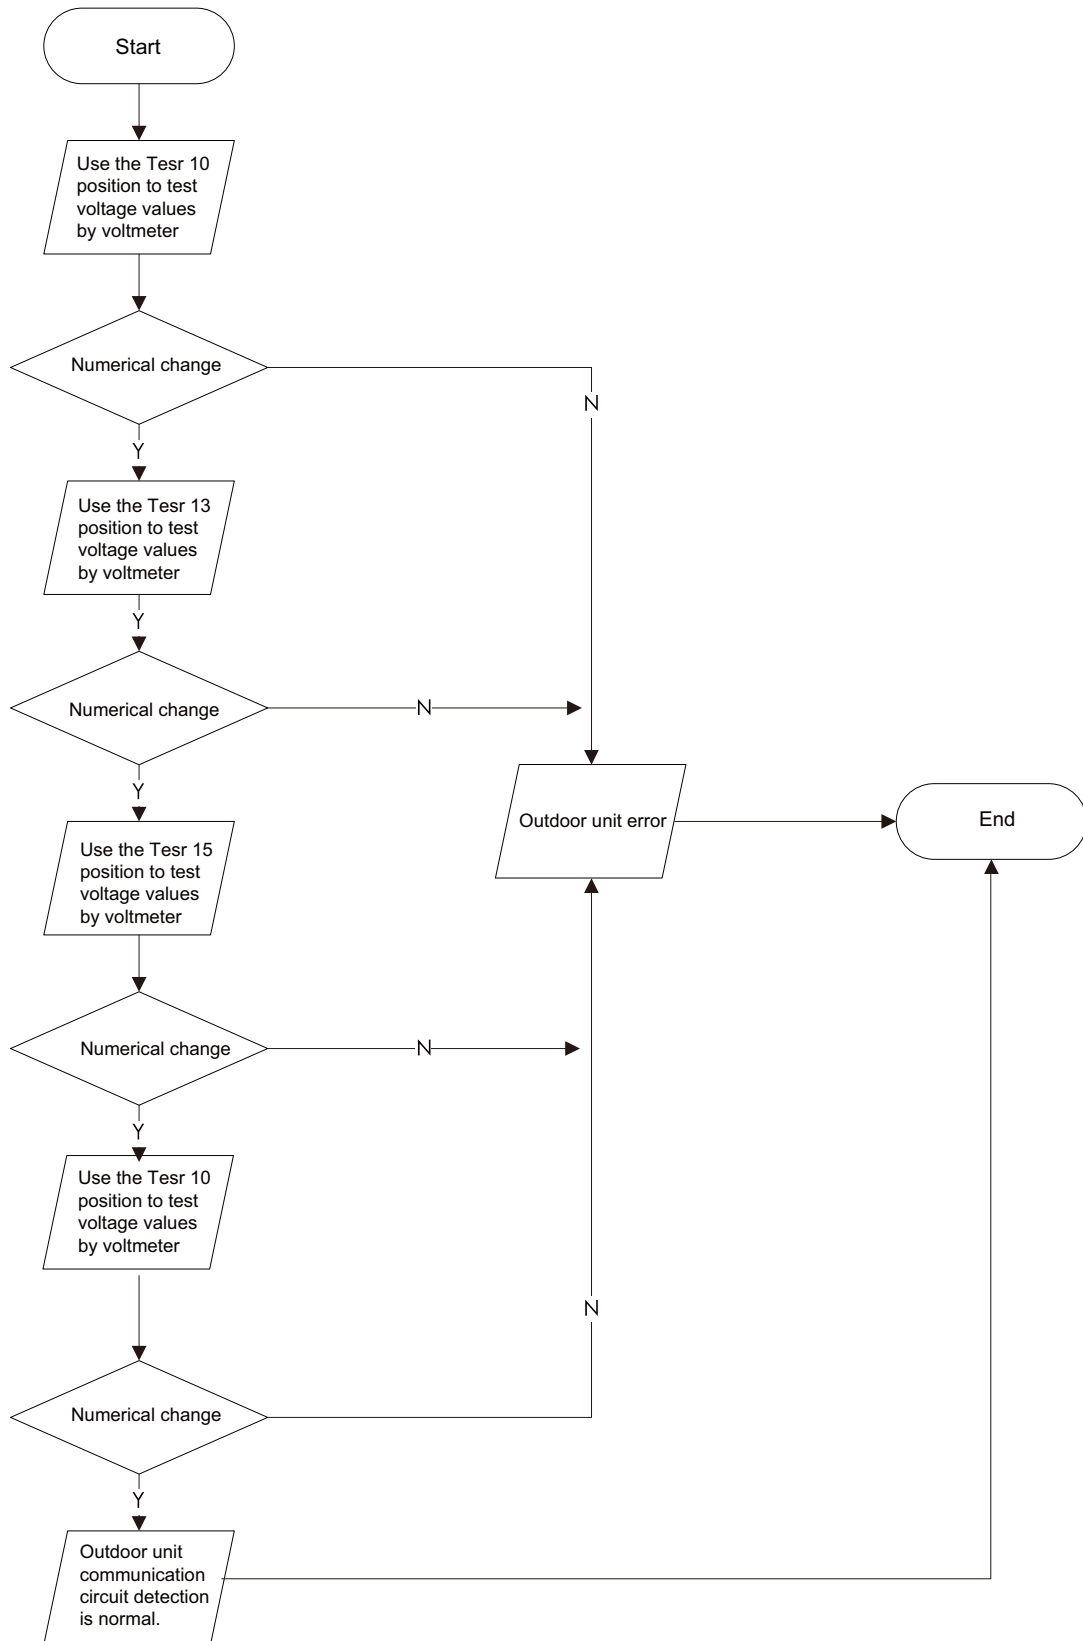 Start
Use the Tesr 10
position to test
voltage values
by voltmeter
Numerical change
N
Y
Use the Tesr 13
position to test
voltage values
by voltmeter
Y
Numerical change
N
Y
Outdoor unit error
End
Use the Tesr 15
position to test
voltage values
by voltmeter
Numerical change
N
Y
Use the Tesr 10
position to test
voltage values
by voltmeter
N
Numerical change
Y
Outdoor unit
communication
circuit detection
is normal.